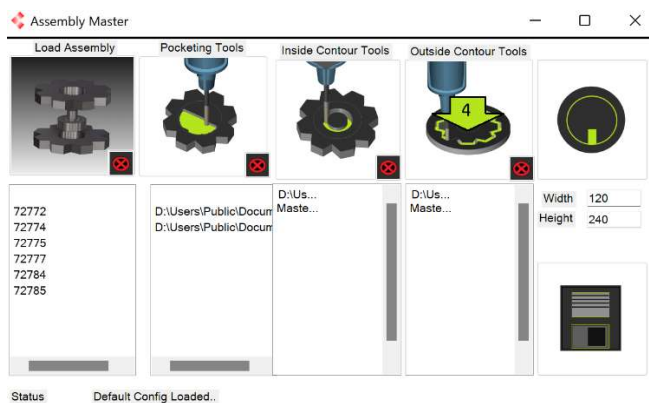 Assembly Master
Load Assembly
Pocketing Tools
Inside Contour Tools
Outside Contour Tools
4
72772
72774
72775
72777
72784
72785
D:\Users\Public\Docum
D:\Users\Public\Docum
D:\Us...
Maste...
D:\Us...
Maste...
Width 120
Height 240
Status Default Config Loaded..